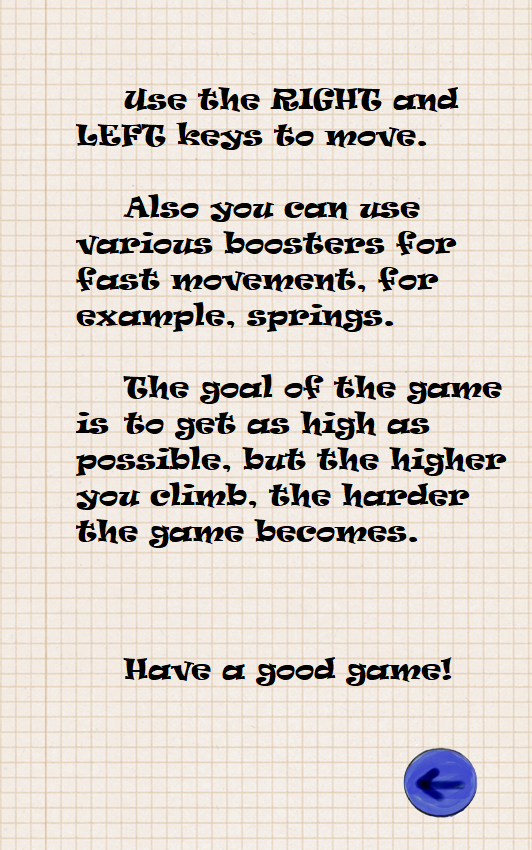 Use the RIGHT and
LEFT keys to move.
Also you can use
various boosters for
fast movement, for
example, springs.
The goal of the game
is to get as high as
possible, but the higher
you climb, the harder
the game becomes.
Have a good game!